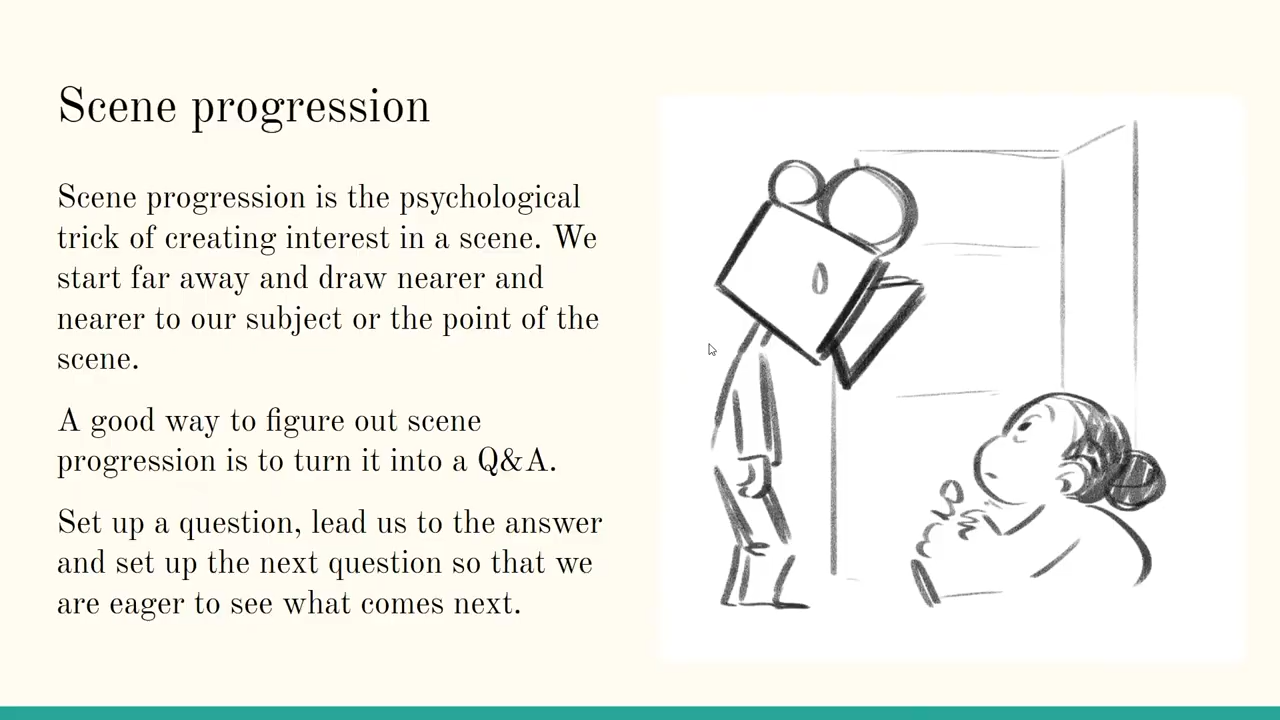 Scene progression
Scene progression is the psychological
trick of creating interest in a scene. We
start far away and draw nearer and
nearer to our subject or the point of the
scene.
A good way to figure out scene
progression is to turn it into a Q&A.
Set up a question, lead us to the answer
and set up the next question so that we
are eager to see what comes next.